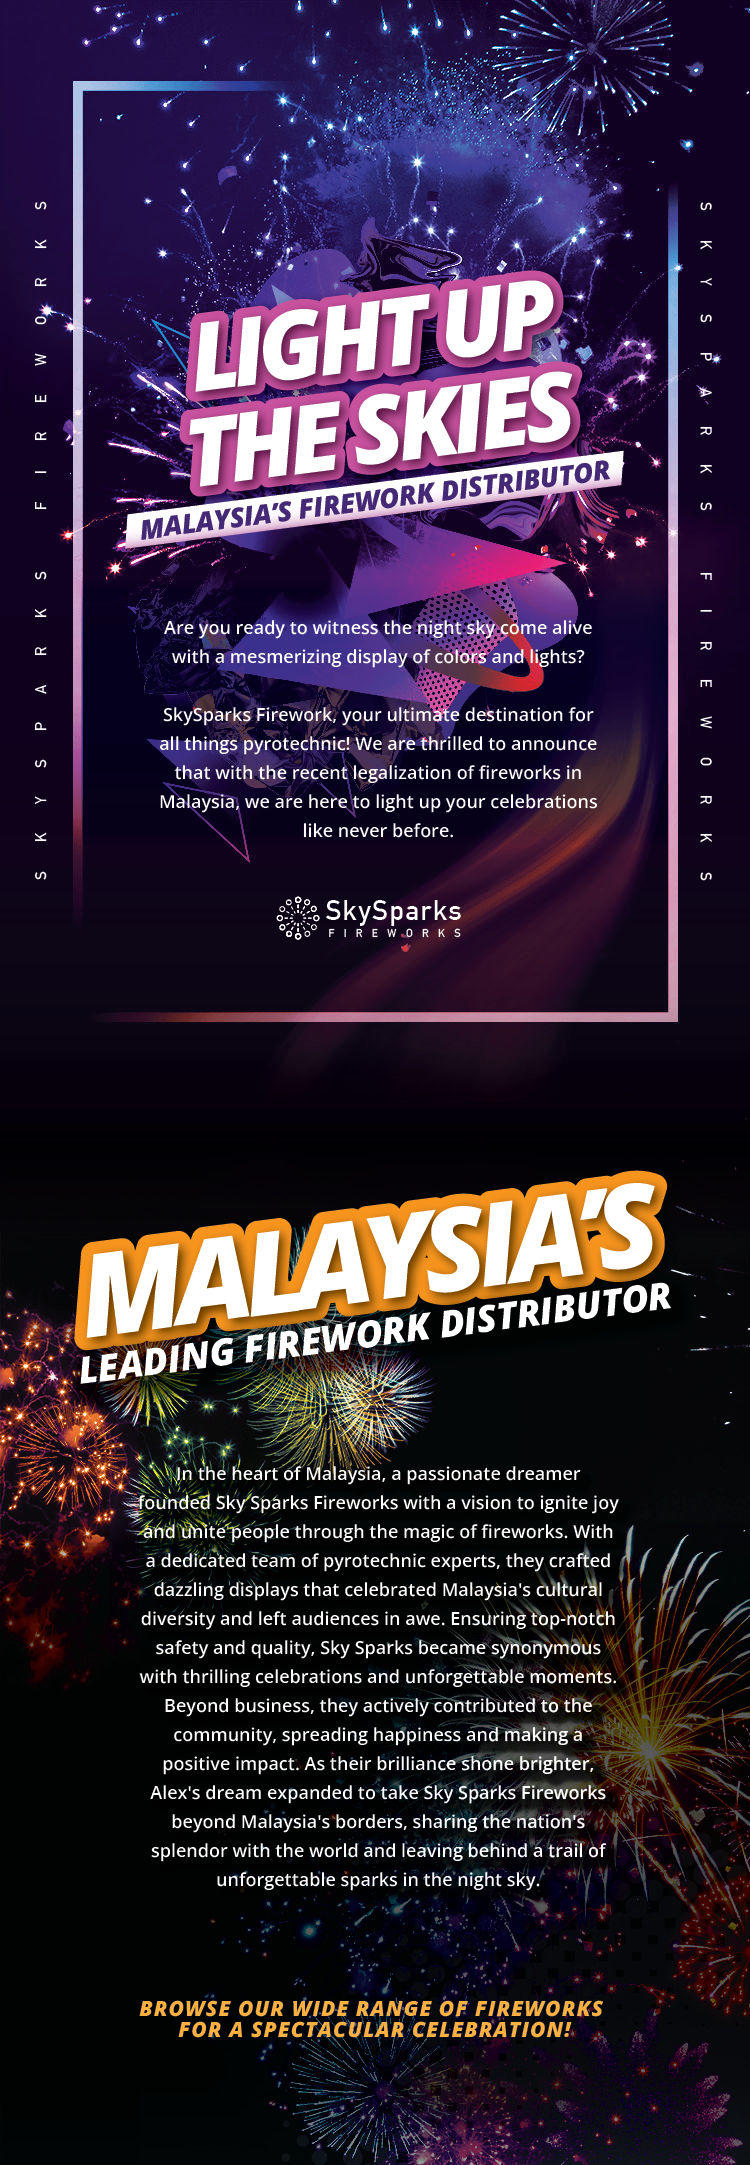 LIGHT UP
THE SKIES
MALAYSIA'S FIREWORK DISTRIBUTOR
SKYSPARKS FIREWORKS
SKYSPARKS FIREWORKS
Are you ready to witness the night sky come alive
with a mesmerizing display of colors and lights?
SkySparks Firework, your ultimate destination for
all things pyrotechnic! We are thrilled to announce
that with the recent legalization of fireworks in
Malaysia, we are here to light up your celebrations
like never before.
SkySparks
FIREWORKS
MALAYSIA'S
LEADING FIREWORK DISTRIBUTOR
In the heart of Malaysia, a passionate dreamer
founded Sky Sparks Fireworks with a vision to ignite joy
and unite people through the magic of fireworks. With
a dedicated team of pyrotechnic experts, they crafted
dazzling displays that celebrated Malaysia's cultural
diversity and left audiences in awe. Ensuring top-notch
safety and quality, Sky Sparks became synonymous
with thrilling celebrations and unforgettable moments.
Beyond business, they actively contributed to the
community, spreading happiness and making a
positive impact. As their brilliance shone brighter,
Alex's dream expanded to take Sky Sparks Fireworks
beyond Malaysia's borders, sharing the nation's
splendor with the world and leaving behind a trail of
unforgettable sparks in the night sky.
BROWSE OUR WIDE RANGE OF FIREWORKS
FOR A SPECTACULAR CELEBRATION!